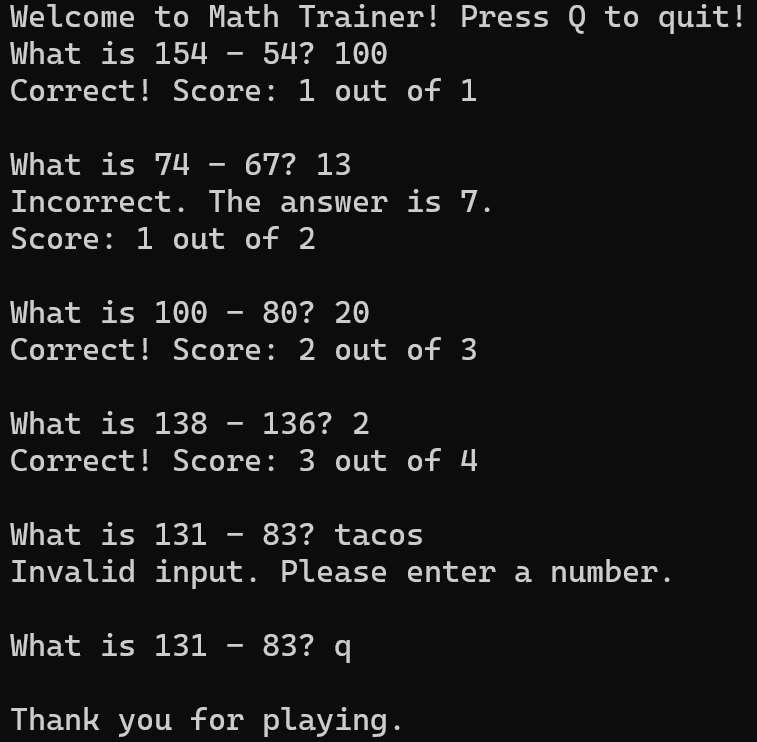 Welcome to Math Trainer! Press Q to quit!
What is 154 - 54? 100
Correct! Score: 1 out of 1

What is 74 - 67? 13
Incorrect. The answer is 7.
Score: 1 out of 2

What is 100 - 80? 20
Correct! Score: 2 out of 3

What is 138 - 136? 2
Correct! Score: 3 out of 4

What is 131 - 83? tacos
Invalid input. Please enter a number.

What is 131 - 83? q

Thank you for playing.